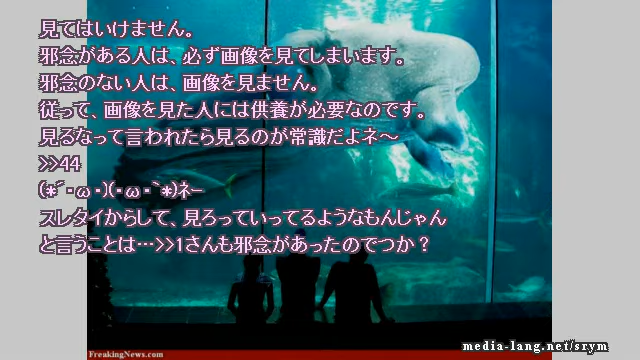 見てはいけません。
邪念がある人は、必ず画像を見てしまいます。
邪念のない人は、画像を見ません。
従って、画像を見た人には供養が必要なのです。
見るなって言われたら見るのが常識だよネ～
>>44
(*´・ω・)(・ω・`*)ネｰ
スレタイからして、見ろっていってるようなもんじゃん
と言うことは…>>1さんも邪念があったのでつか？
FreakingNews.com
media-lang.net/srym